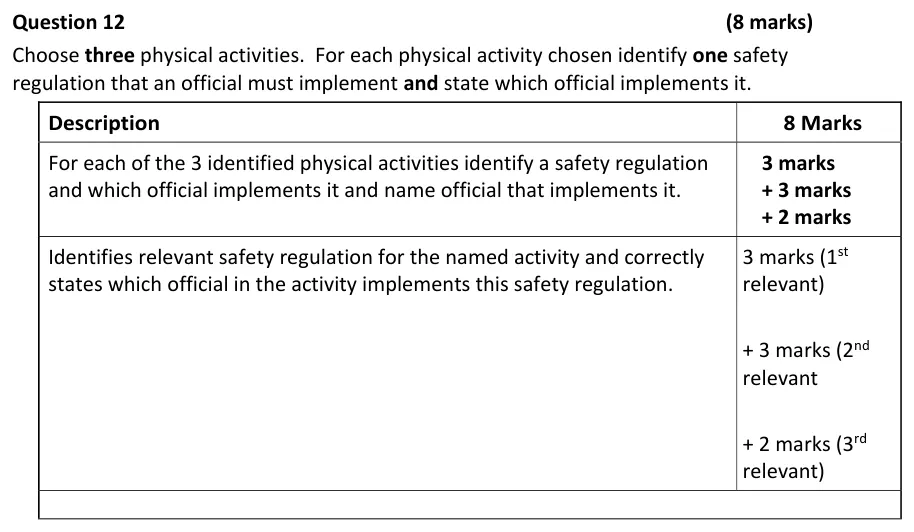 Question 12 (8 marks)
Choose three physical activities. For each physical activity chosen identify one safety
regulation that an official must implement and state which official implements it.
Description 8 Marks
For each of the 3 identified physical activities identify a safety regulation
and which official implements it and name official that implements it.
3 marks
+ 3 marks
+ 2 marks
Identifies relevant safety regulation for the named activity and correctly
states which official in the activity implements this safety regulation.
3 marks (1st
relevant)
+ 3 marks (2nd
relevant
+ 2 marks (3rd
relevant)